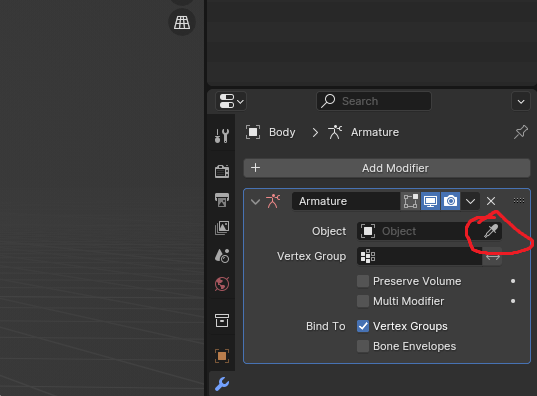 Search
Body > Armature
+ Add Modifier
Armature
Object Object
Vertex Group
Preserve Volume
Multi Modifier
Bind To Vertex Groups
Bone Envelopes